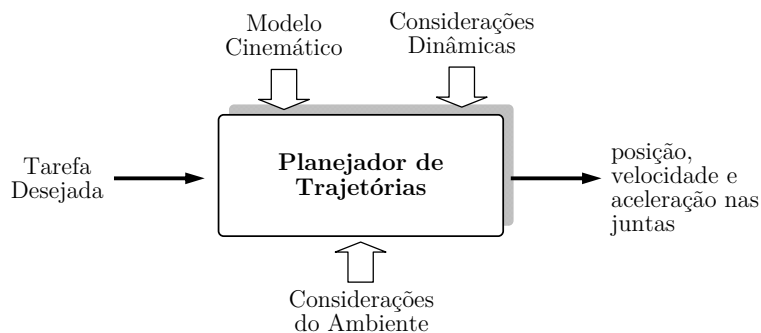 Modelo
Cinemático
Considerações
Dinâmicas
Tarefa
Desejada
Planejador de
Trajetórias
posição,
velocidade e
aceleração nas
juntas
Considerações
do Ambiente